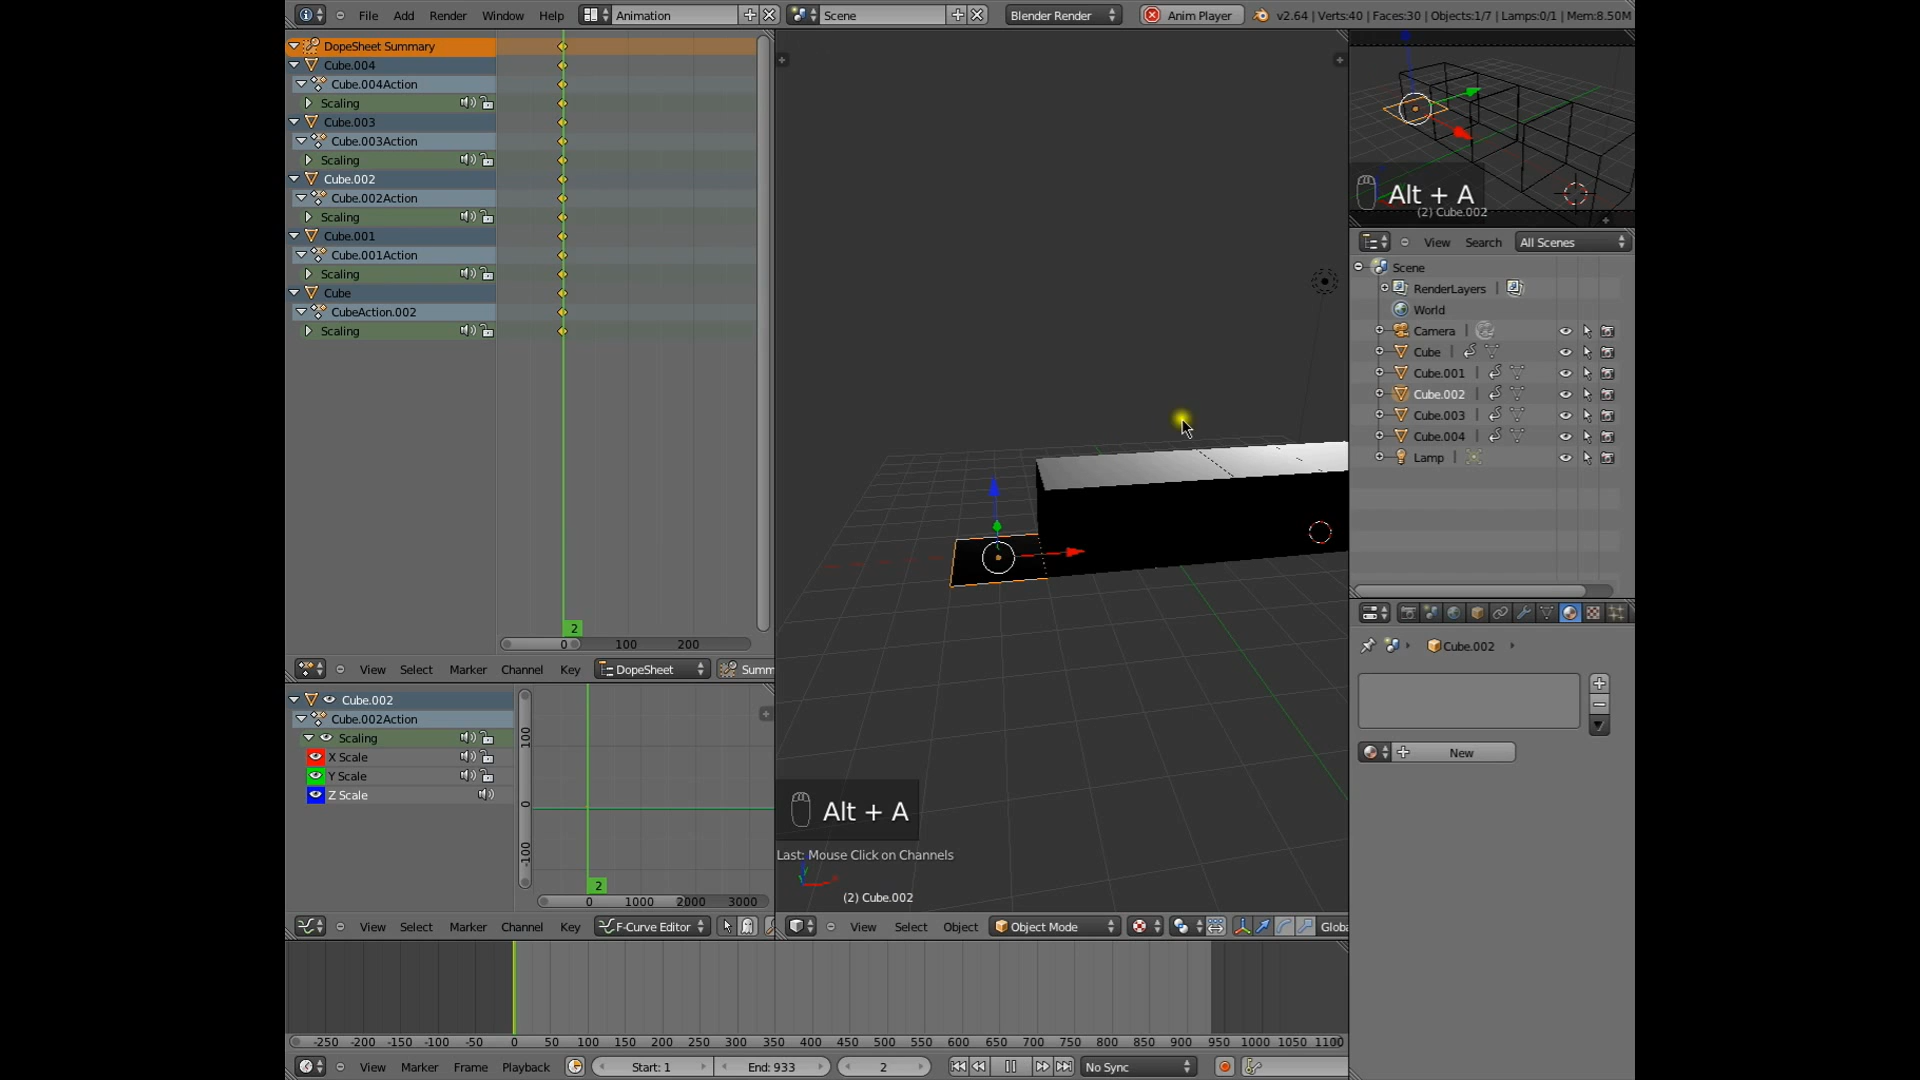 File Add Render Window Help Animation Scene Blender Render Anim Player v2.64 | Verts:40 | Faces:30 | Objects:1/7 | Lamps:0/1 | Mem:8.50M
DopeSheet Summary
Cube.004
Cube.004Action
Scaling
Cube.003
Cube.003Action
Scaling
Cube.002
Cube.002Action
Scaling
Cube.001
Cube.001Action
Scaling
Cube
CubeAction.002
Scaling
2
0 100 200
View Select Marker Channel Key DopeSheet Summ
Cube.002
Cube.002Action
Scaling
X Scale
Y Scale
Z Scale
100
0
-100
2
0 1000 2000 3000
View Select Marker Channel Key F-Curve Editor
Alt + A
Last: Mouse Click on Channels
(2) Cube.002
View Select Object Object Mode Globa
Alt + A
(2) Cube.002
View Search All Scenes
Scene
RenderLayers
World
Camera
Cube
Cube.001
Cube.002
Cube.003
Cube.004
Lamp
Cube.002
New
-250 -200 -150 -100 -50 0 50 100 150 200 250 300 350 400 450 500 550 600 650 700 750 800 850 900 950 1000 1050 1100
View Marker Frame Playback Start: 1 End: 933 2 No Sync